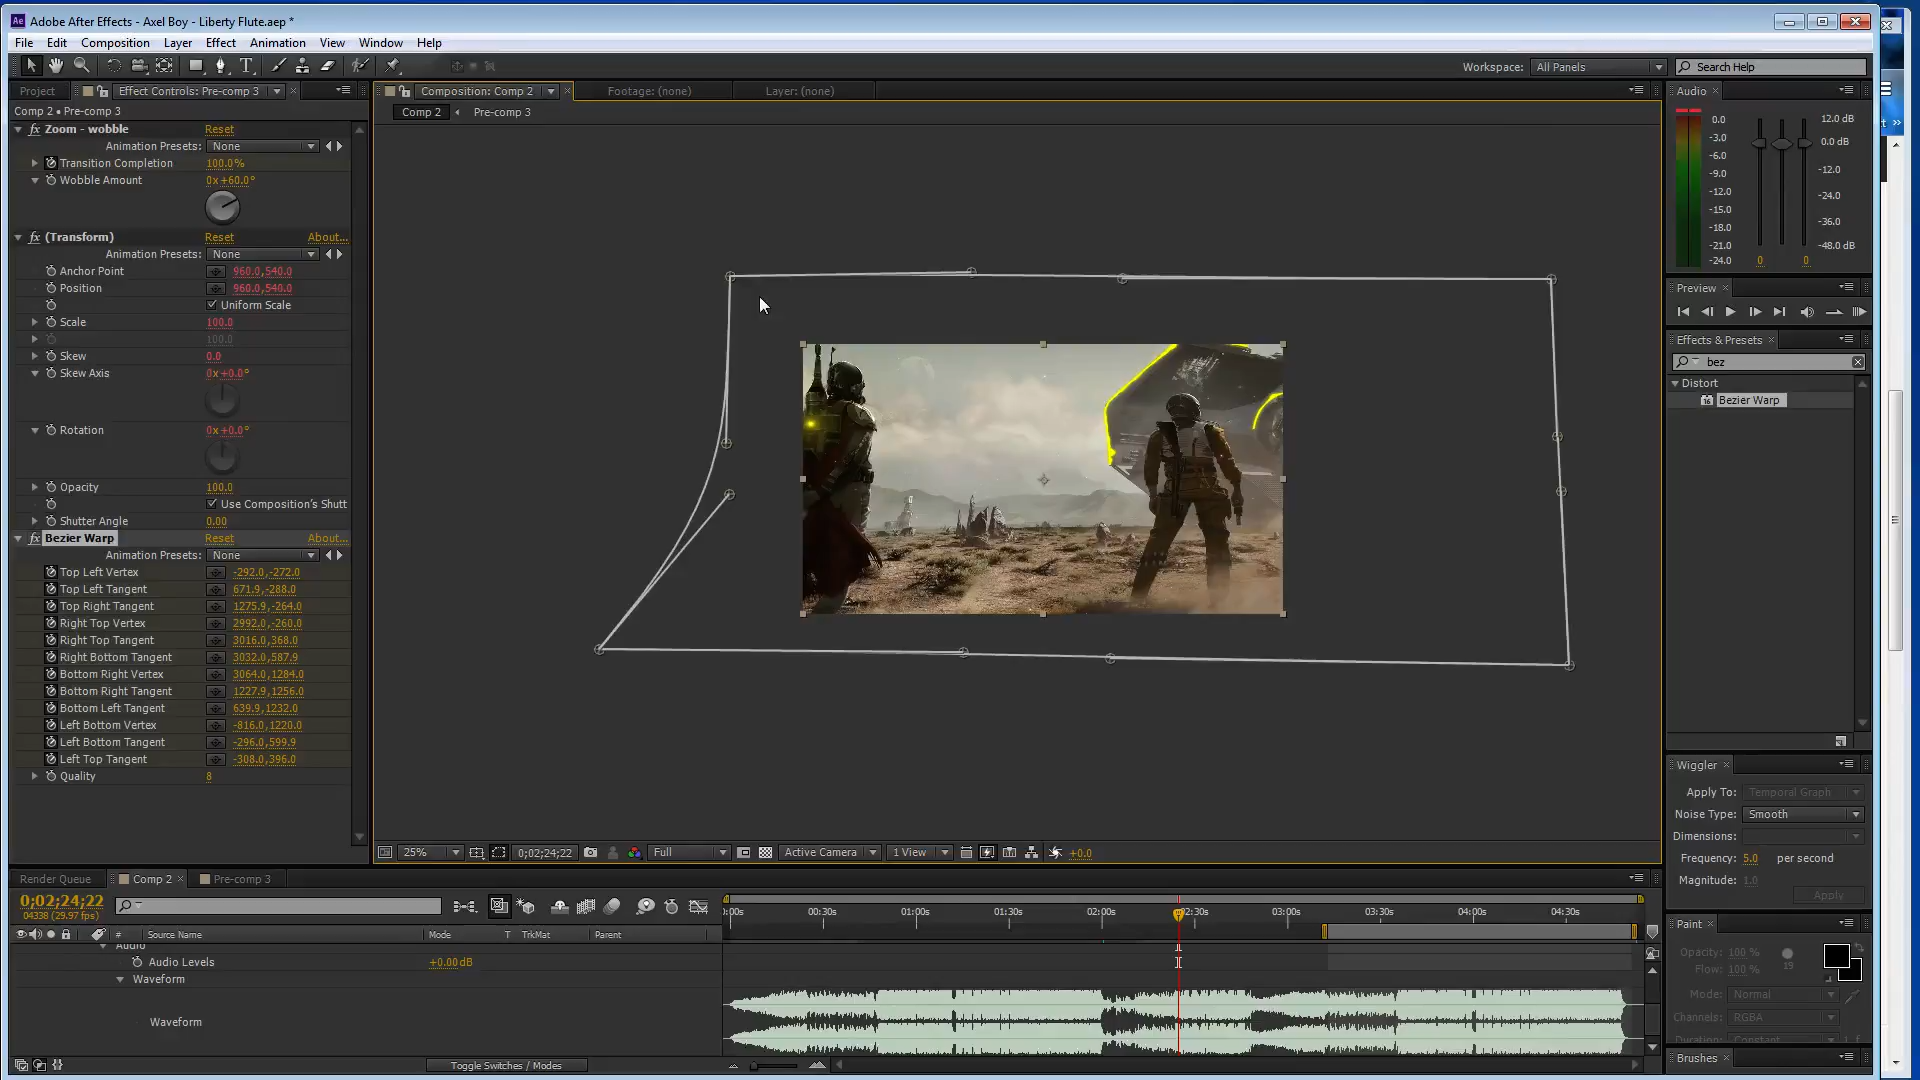 Adobe After Effects - Axel Boy - Liberty Flute.aep *
File Edit Composition Layer Effect Animation View Window Help
Workspace: All Panels Search Help
Project Effect Controls: Pre-comp 3
Composition: Comp 2 Footage: (none) Layer: (none)
Comp 2 • Pre-comp 3
Comp 2 Pre-comp 3
fx Zoom - wobble Reset
Animation Presets: None
Transition Completion 100.0%
Wobble Amount 0x+60.0°
fx (Transform) Reset About...
Animation Presets: None
Anchor Point 960.0,540.0
Position 960.0,540.0
Uniform Scale
Scale 100.0
100.0
Skew 0.0
Skew Axis 0x+0.0°
Rotation 0x+0.0°
Opacity 100.0
Use Composition's Shutt
Shutter Angle 0.00
fx Bezier Warp Reset About...
Animation Presets: None
Top Left Vertex -292.0,-272.0
Top Left Tangent 671.9,-288.0
Top Right Tangent 1275.9,-264.0
Right Top Vertex 2992.0,-260.0
Right Top Tangent 3016.0,368.0
Right Bottom Tangent 3032.0,587.9
Bottom Right Vertex 3064.0,1284.0
Bottom Right Tangent 1227.9,1256.0
Bottom Left Tangent 639.9,1232.0
Left Bottom Vertex -816.0,1220.0
Left Bottom Tangent -296.0,599.9
Left Top Tangent -308.0,396.0
Quality 8
25% 0;02;24;22 Full Active Camera 1 View +0.0
Audio
0.0 12.0 dB
-3.0 0.0 dB
-6.0
-9.0 -12.0
-12.0
-15.0 -24.0
-18.0 -36.0
-21.0 -48.0 dB
-24.0
0 0
Preview
Effects & Presets
bez
Distort
Bezier Warp
Wiggler
Apply To: Temporal Graph
Noise Type: Smooth
Dimensions:
Frequency: 5.0 per second
Magnitude: 1.0
Apply
Paint
Opacity: 100 %
Flow: 100 %
19
Mode: Normal
Channels: RGBA
Brushes
Render Queue Comp 2 Pre-comp 3
0;02;24;22
04338 (29.97 fps)
:00s 00:30s 01:00s 01:30s 02:00s 02:30s 03:00s 03:30s 04:00s 04:30s
# Source Name Mode T TrkMat Parent
Audio
Audio Levels +0.00 dB
Waveform
Waveform
Toggle Switches / Modes